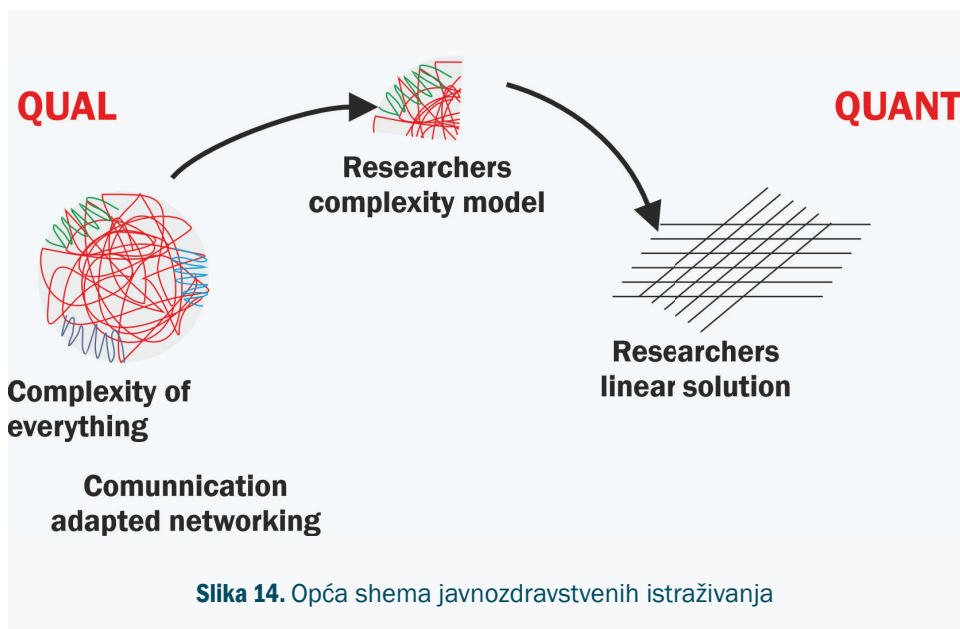 QUAL
QUANT
Researchers
complexity model
Researchers
linear solution
Complexity of
everything
Comunnication
adapted networking
Slika 14. Opća shema javnozdravstvenih istraživanja